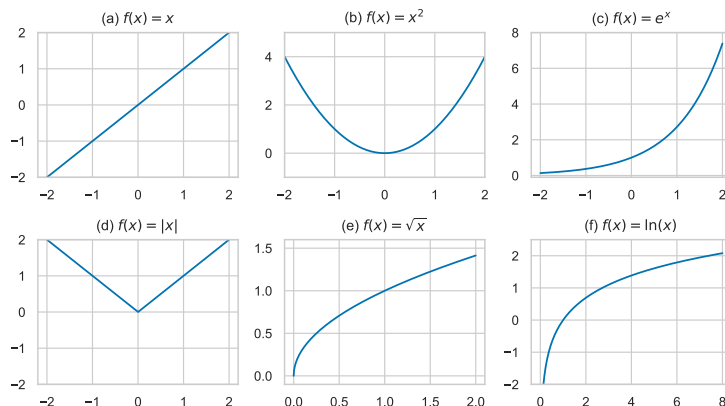 (a) f(x) = x
2
1
0
−1
−2
−2 −1 0 1 2
(b) f(x) = x²
4
2
0
−2 −1 0 1 2
(c) f(x) = eˣ
8
6
4
2
0
−2 −1 0 1 2
(d) f(x) = |x|
2
1
0
−1
−2
−2 −1 0 1 2
(e) f(x) = √x
1.5
1.0
0.5
0.0
0.0 0.5 1.0 1.5 2.0
(f) f(x) = ln(x)
2
1
0
−1
−2
0 2 4 6 8